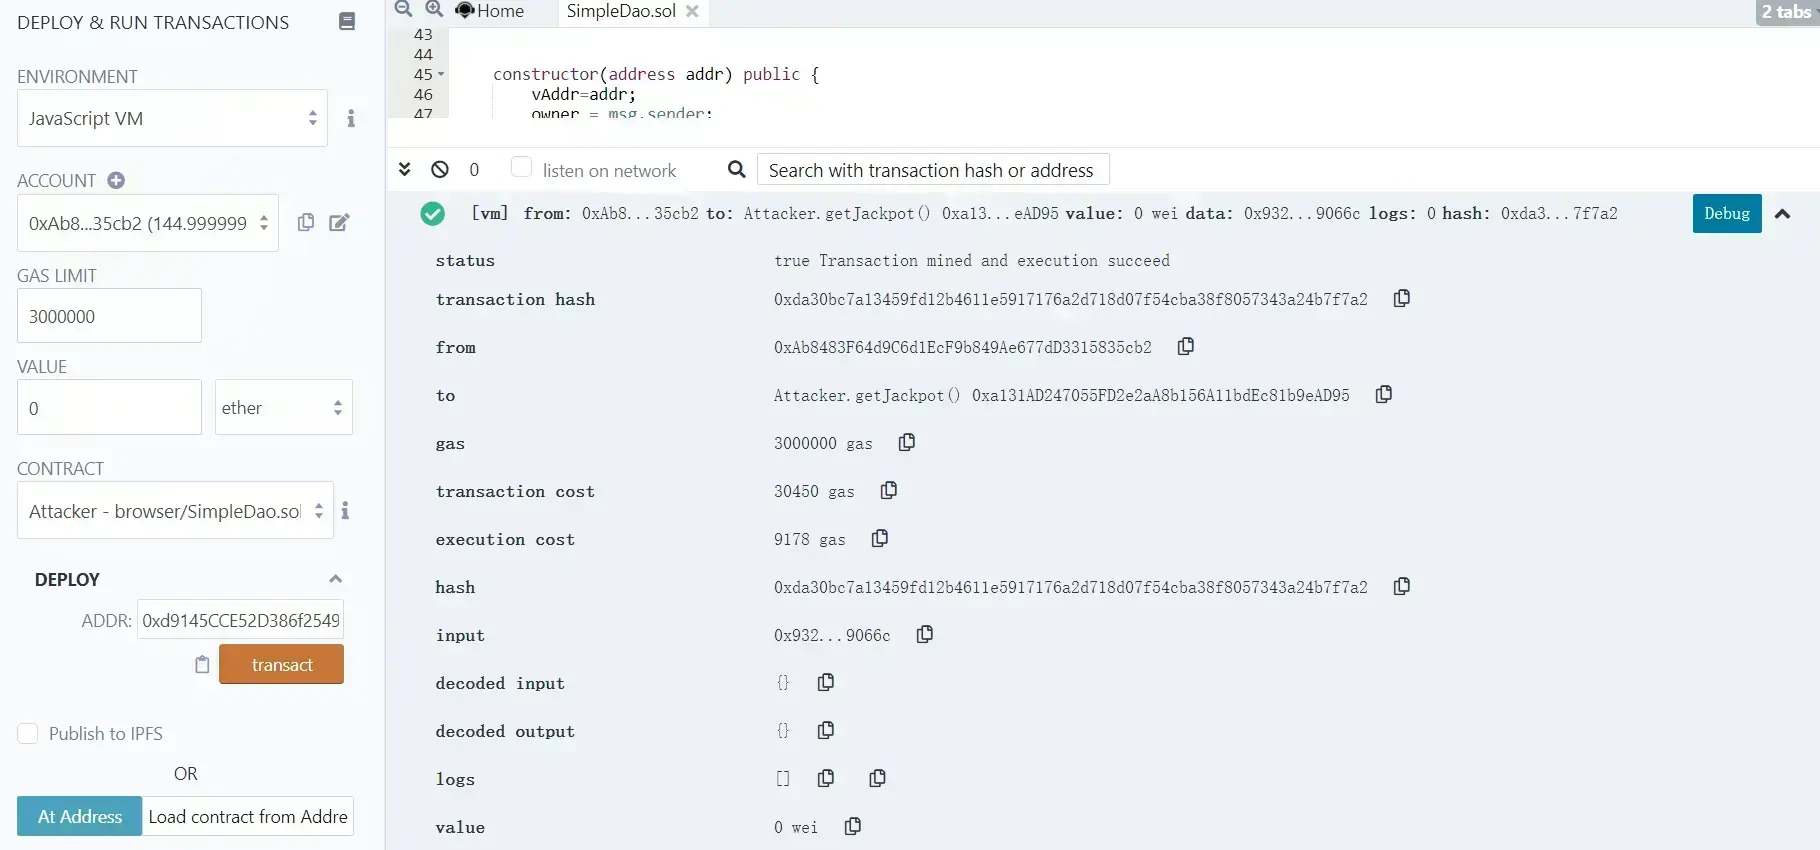 DEPLOY & RUN TRANSACTIONS
ENVIRONMENT
JavaScript VM
ACCOUNT
0xAb8...35cb2 (144.999999
GAS LIMIT
3000000
VALUE
0
ether
CONTRACT
Attacker - browser/SimpleDao.sol
DEPLOY
ADDR: 0xd9145CCE52D386f2549
transact
Publish to IPFS
OR
At Address
Load contract from Addre
Home
SimpleDao.sol
2 tabs
43
44
45 constructor(address addr) public {
46 vAddr=addr;
47 owner = msg.sender;
0
listen on network
Search with transaction hash or address
[vm] from: 0xAb8...35cb2 to: Attacker.getJackpot() 0xa13...eAD95 value: 0 wei data: 0x932...9066c logs: 0 hash: 0xda3...7f7a2
Debug
status true Transaction mined and execution succeed
transaction hash 0xda30bc7a13459fd12b4611e5917176a2d718d07f54cba38f8057343a24b7f7a2
from 0xAb8483F64d9C6d1EcF9b849Ae677dD3315835cb2
to Attacker.getJackpot() 0xa131AD247055FD2e2aA8b156A11bdEc81b9eAD95
gas 3000000 gas
transaction cost 30450 gas
execution cost 9178 gas
hash 0xda30bc7a13459fd12b4611e5917176a2d718d07f54cba38f8057343a24b7f7a2
input 0x932...9066c
decoded input {}
decoded output {}
logs []
value 0 wei